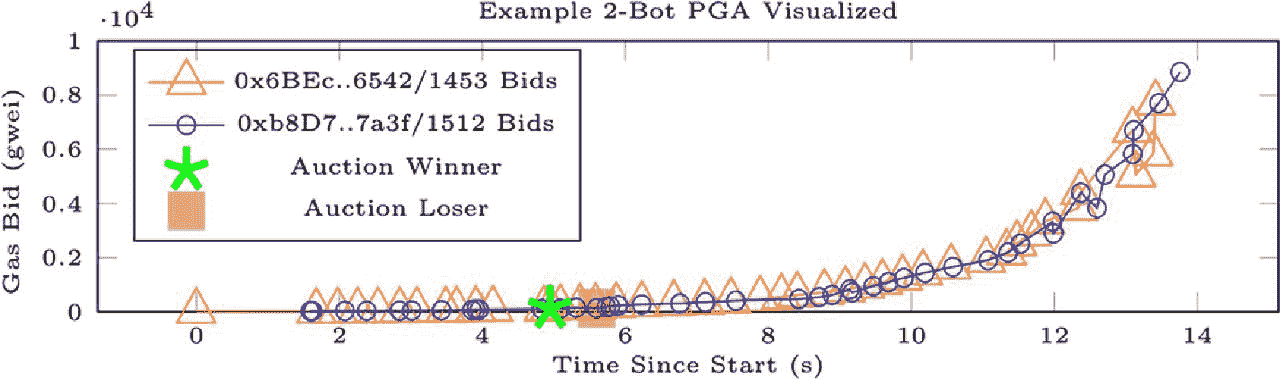 Example 2-Bot PGA Visualized
·10⁴
1
0.8
0.6
0.4
0.2
0
Gas Bid (gwei)
0x6BEc..6542/1453 Bids
0xb8D7..7a3f/1512 Bids
Auction Winner
Auction Loser
0 2 4 6 8 10 12 14
Time Since Start (s)